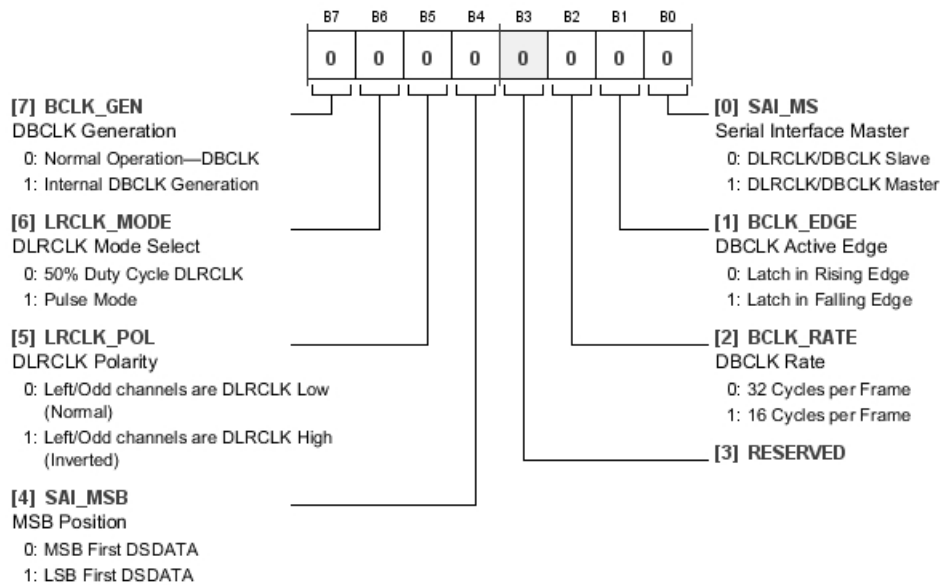 B7 B6 B5 B4 B3 B2 B1 B0
0 0 0 0 0 0 0 0
[7] BCLK_GEN
DBCLK Generation
0: Normal Operation—DBCLK
1: Internal DBCLK Generation
[6] LRCLK_MODE
DLRCLK Mode Select
0: 50% Duty Cycle DLRCLK
1: Pulse Mode
[5] LRCLK_POL
DLRCLK Polarity
0: Left/Odd channels are DLRCLK Low
(Normal)
1: Left/Odd channels are DLRCLK High
(Inverted)
[4] SAI_MSB
MSB Position
0: MSB First DSDATA
1: LSB First DSDATA
[0] SAI_MS
Serial Interface Master
0: DLRCLK/DBCLK Slave
1: DLRCLK/DBCLK Master
[1] BCLK_EDGE
DBCLK Active Edge
0: Latch in Rising Edge
1: Latch in Falling Edge
[2] BCLK_RATE
DBCLK Rate
0: 32 Cycles per Frame
1: 16 Cycles per Frame
[3] RESERVED